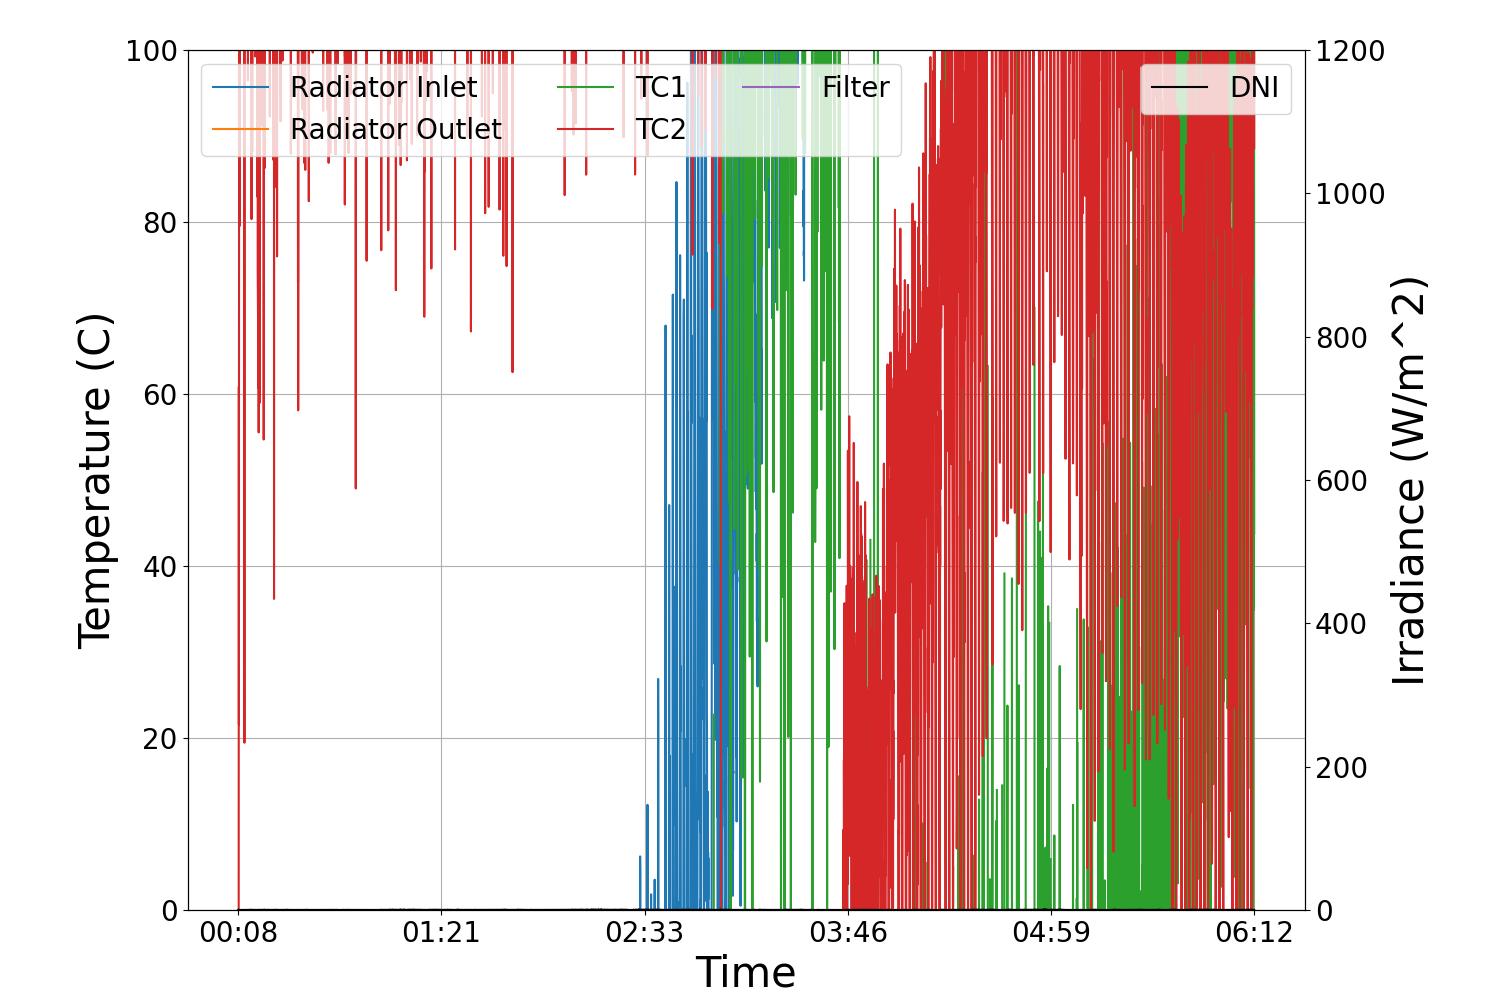 100
80
60
40
20
0
Temperature (C)
Radiator Inlet
Radiator Outlet
TC1
TC2
Filter
DNI
1200
1000
800
600
400
200
0
Irradiance (W/m^2)
00:08 01:21 02:33 03:46 04:59 06:12
Time